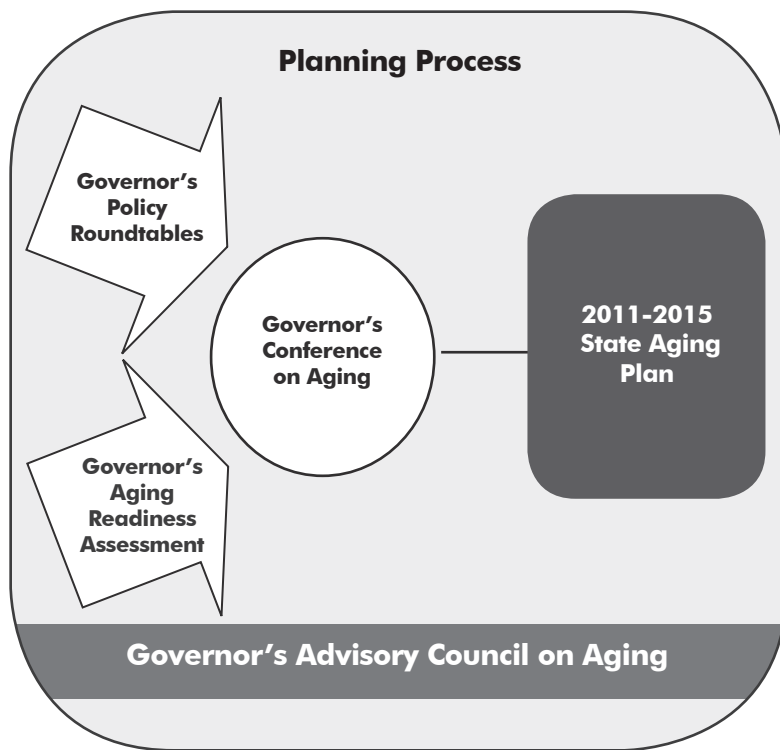 Planning Process
Governor’s
Policy
Roundtables
Governor’s
Conference
on Aging
2011-2015
State Aging
Plan
Governor’s
Aging
Readiness
Assessment
Governor’s Advisory Council on Aging